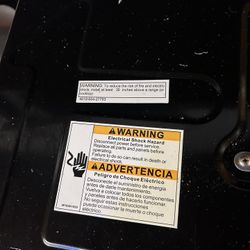 WARNING: To reduce the risk of fire and electric
shock, install at least 30 inches above a range (or
cooktop).
WARNING
Electrical Shock Hazard
Disconnect power before servicing.
Replace all parts and panels before
operating.
Failure to do so can result in death or
electrical shock.
ADVERTENCIA
Peligro de Choque Eléctrico
Desconecte el suministro de energía
antes de darle mantenimiento.
Vuelva a colocar todos los componentes
y paneles antes de hacerlo funcionar.
No seguir estas instrucciones
puede ocasionar la muerte o choque
eléctrico.